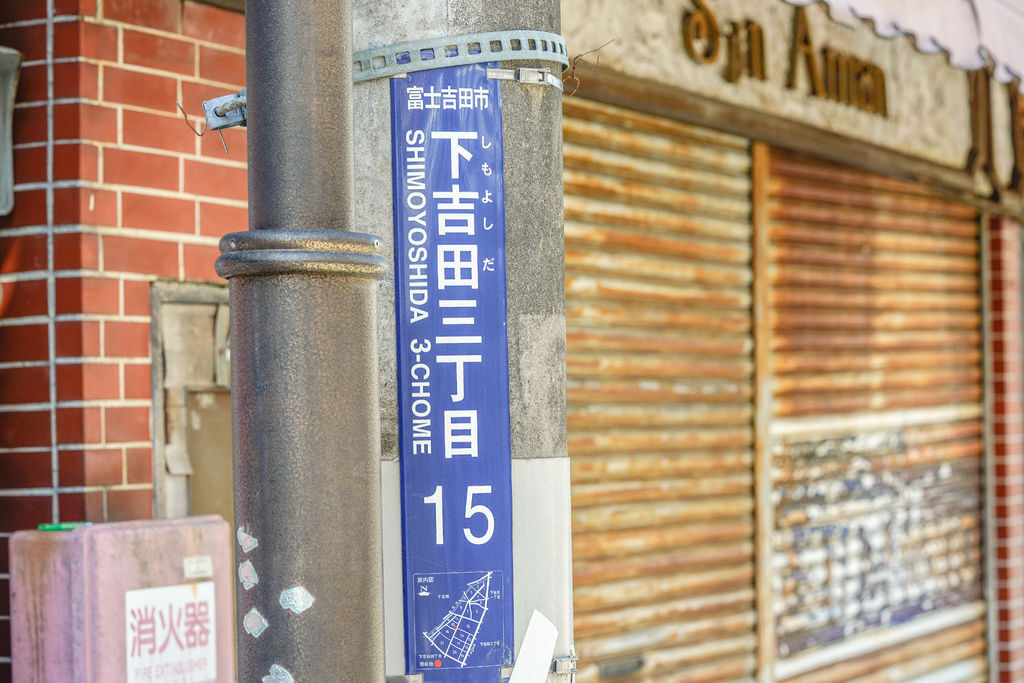 富士吉田市
下吉田三丁目
しもよしだ
SHIMOYOSHIDA 3-CHOME
15
案内図
消火器
FIRE EXTINGUISHER